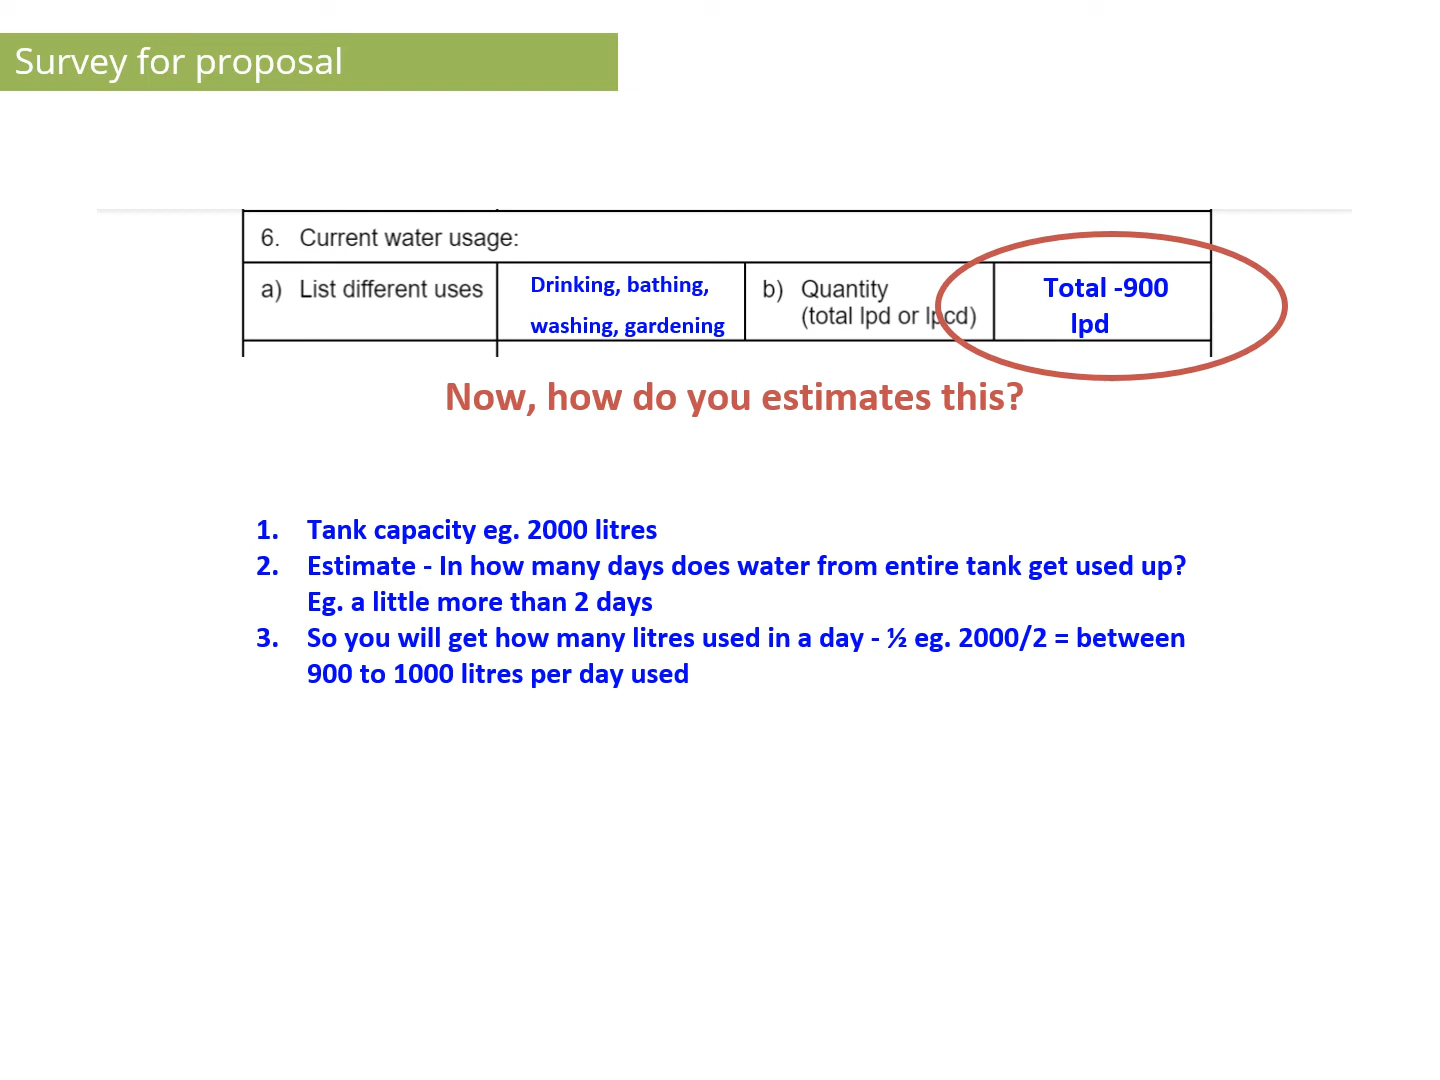 Survey for proposal
6. Current water usage:
a) List different uses
Drinking, bathing,
washing, gardening
b) Quantity
(total lpd or lpcd)
Total -900
lpd
Now, how do you estimates this?
1. Tank capacity eg. 2000 litres
2. Estimate - In how many days does water from entire tank get used up?
Eg. a little more than 2 days
3. So you will get how many litres used in a day - ½ eg. 2000/2 = between
900 to 1000 litres per day used